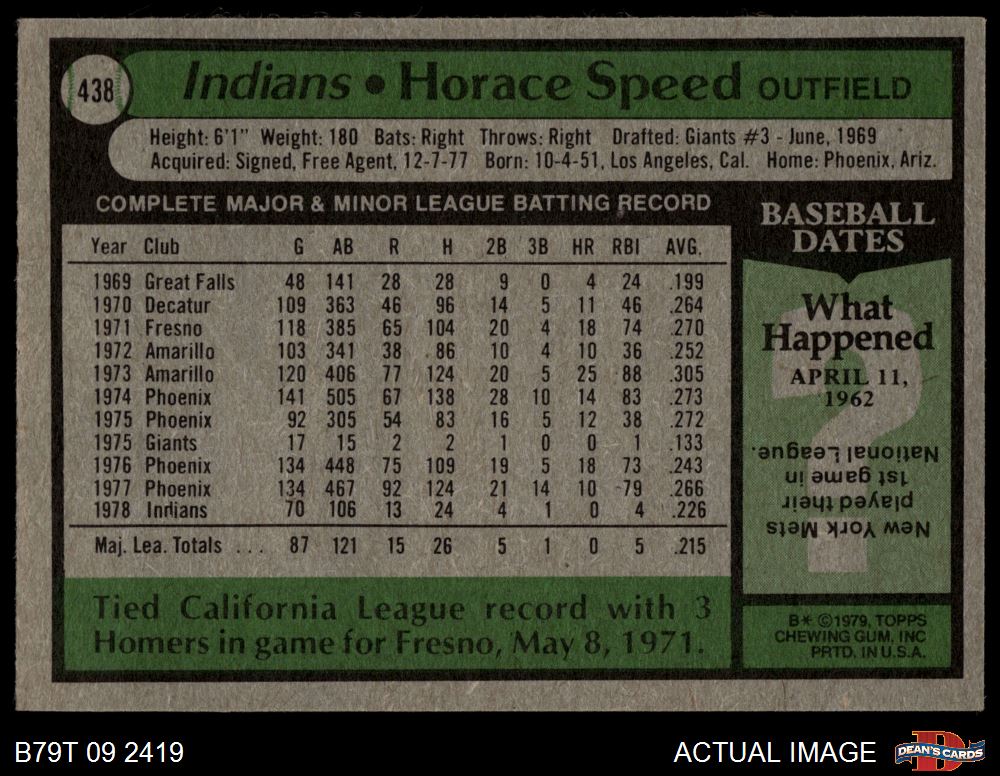 438
Indians • Horace Speed OUTFIELD
Height: 6'1" Weight: 180 Bats: Right Throws: Right Drafted: Giants #3 - June, 1969
Acquired: Signed, Free Agent, 12-7-77 Born: 10-4-51, Los Angeles, Cal. Home: Phoenix, Ariz.
COMPLETE MAJOR & MINOR LEAGUE BATTING RECORD
Year Club G AB R H 2B 3B HR RBI AVG.
1969 Great Falls 48 141 28 28 9 0 4 24 .199
1970 Decatur 109 363 46 96 14 5 11 46 .264
1971 Fresno 118 385 65 104 20 4 18 74 .270
1972 Amarillo 103 341 38 86 10 4 10 36 .252
1973 Amarillo 120 406 77 124 20 5 25 88 .305
1974 Phoenix 141 505 67 138 28 10 14 83 .273
1975 Phoenix 92 305 54 83 16 5 12 38 .272
1975 Giants 17 15 2 2 1 0 0 1 .133
1976 Phoenix 134 448 75 109 19 5 18 73 .243
1977 Phoenix 134 467 92 124 21 14 10 79 .266
1978 Indians 70 106 13 24 4 1 0 4 .226
Maj. Lea. Totals ... 87 121 15 26 5 1 0 5 .215
Tied California League record with 3
Homers in game for Fresno, May 8, 1971.
BASEBALL
DATES
What
Happened
APRIL 11,
1962
New York Mets
played their
1st game in
National League.
B* ©1979, TOPPS
CHEWING GUM, INC
PRTD. IN U.S.A.
B79T 09 2419
ACTUAL IMAGE
DEAN'S CARDS